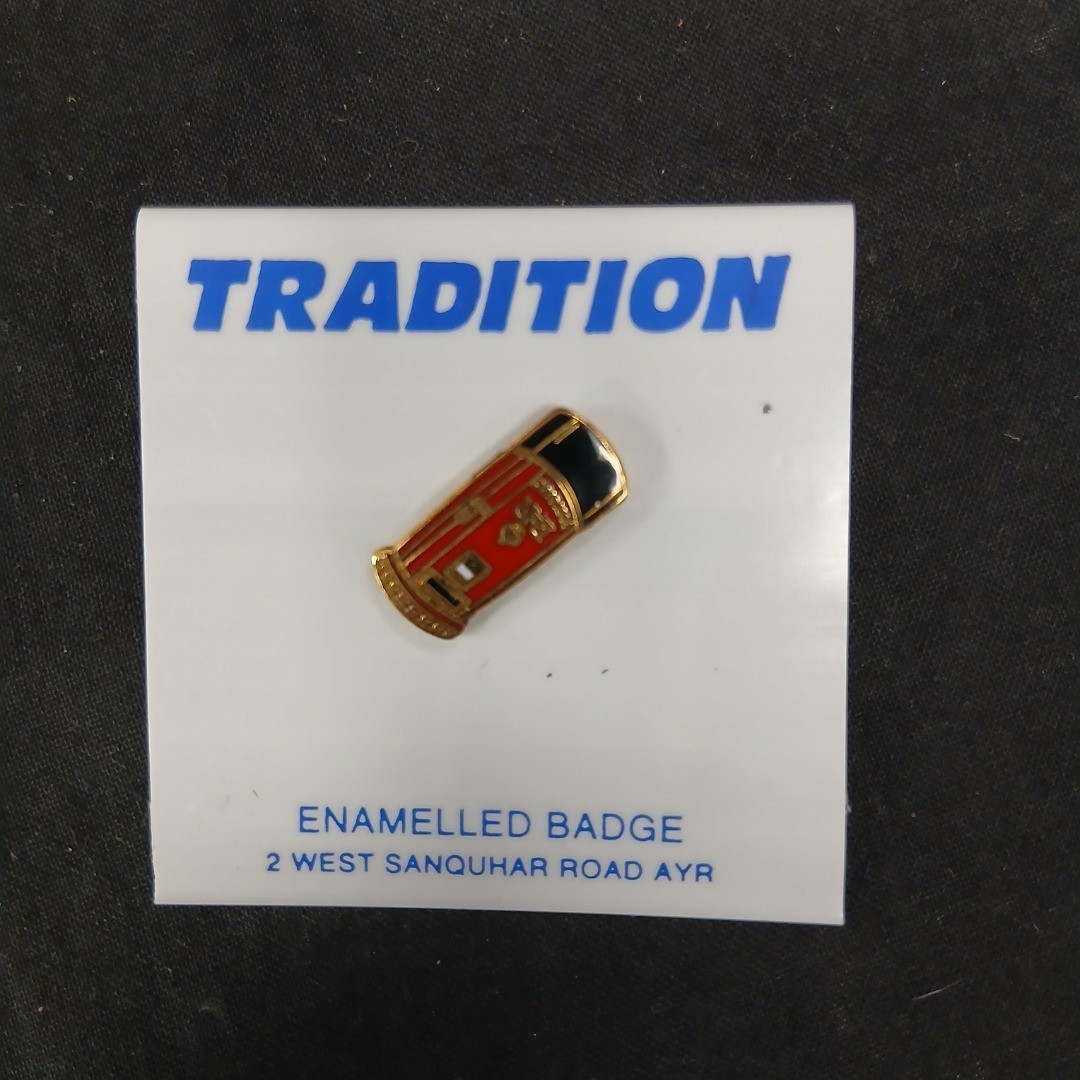 TRADITION
ENAMELLED BADGE
2 WEST SANQUHAR ROAD AYR